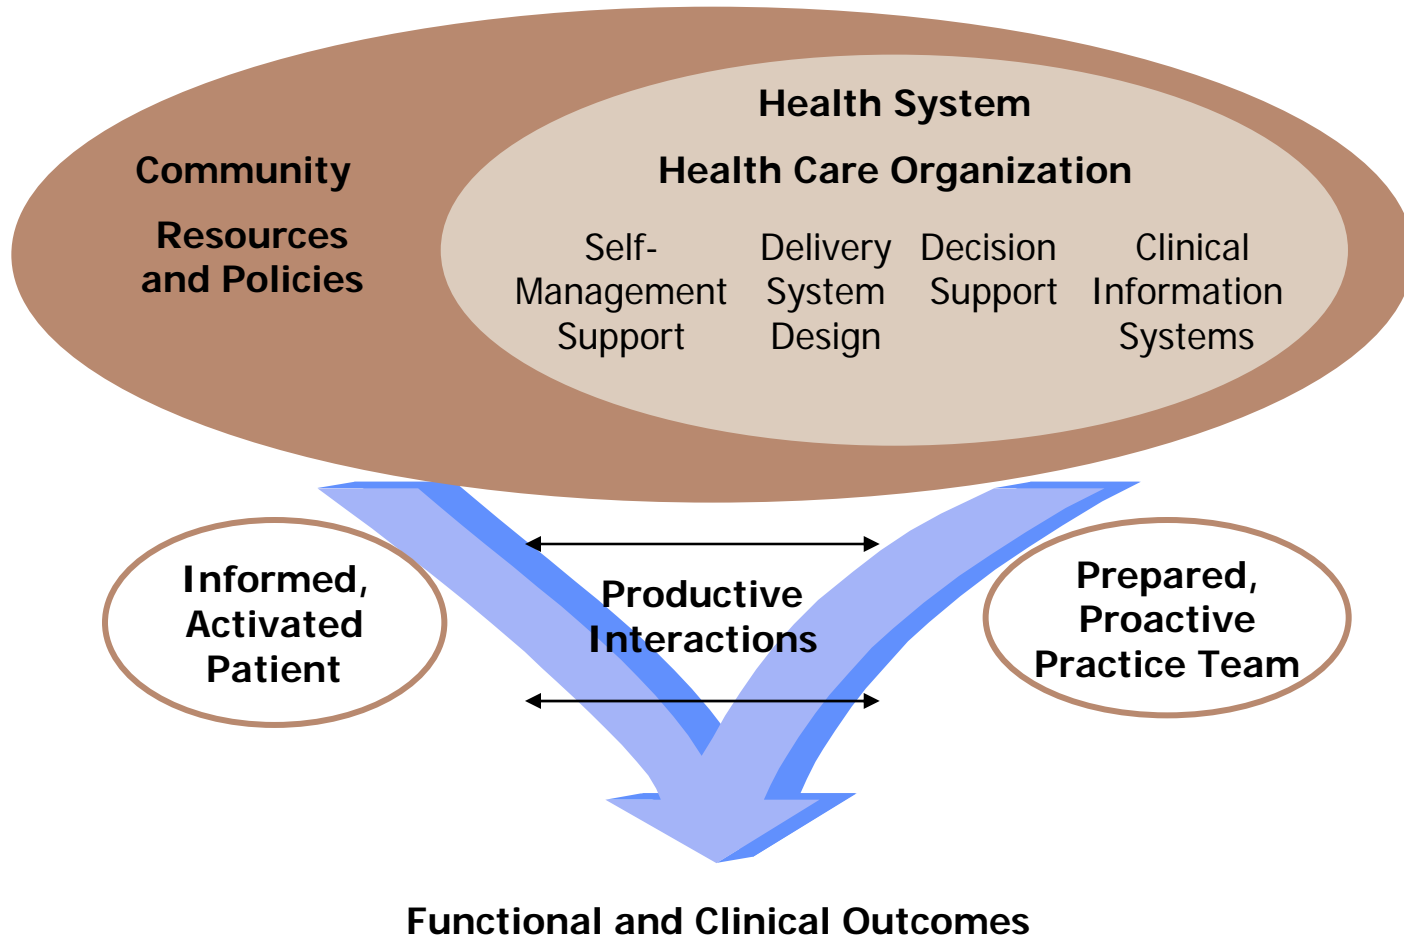 Health System
Health Care Organization
Community
Resources
and Policies
Self-
Management
Support
Delivery
System
Design
Decision
Support
Clinical
Information
Systems
Informed,
Activated
Patient
Productive
Interactions
Prepared,
Proactive
Practice Team
Functional and Clinical Outcomes